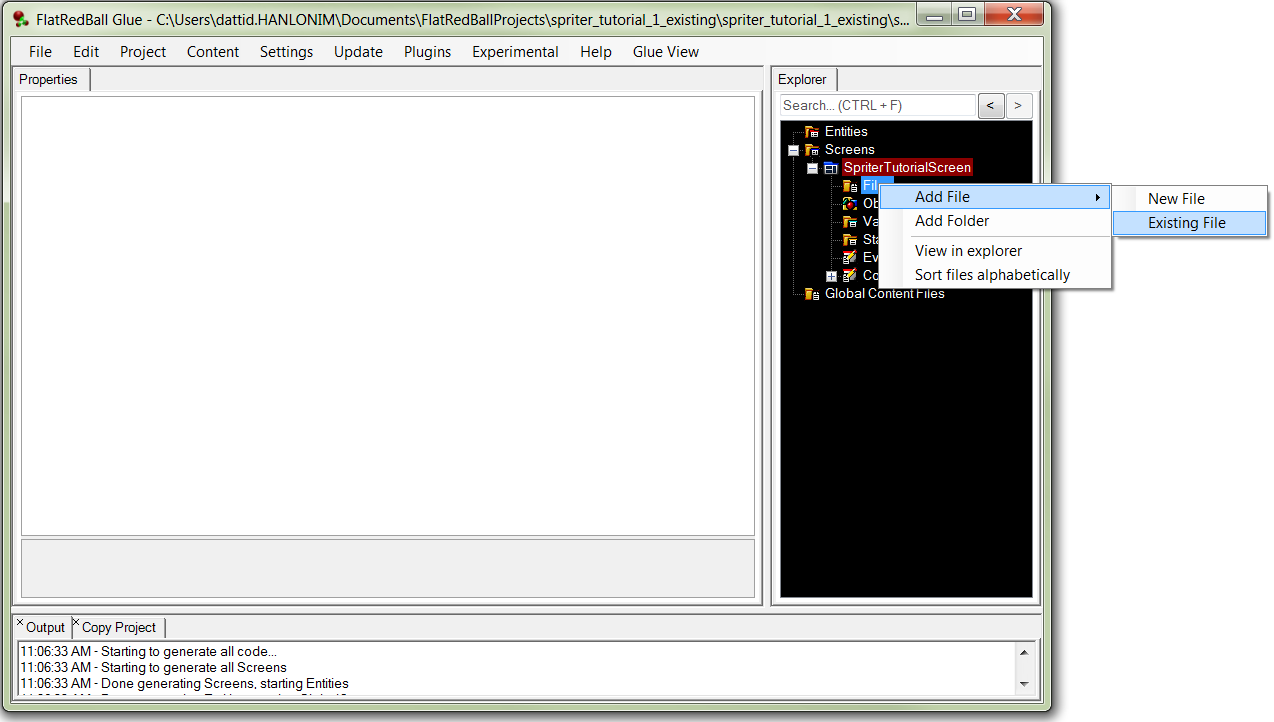 FlatRedBall Glue - C:\Users\dattid.HANLONIM\Documents\FlatRedBallProjects\spriter_tutorial_1_existing\spriter_tutorial_1_existing\s...
File Edit Project Content Settings Update Plugins Experimental Help Glue View
Properties
Explorer
Search... (CTRL + F)
< >
Entities
Screens
SpriterTutorialScreen
Fil
Ob
Va
Sta
Ev
Co
Global Content Files
Add File
Add Folder
View in explorer
Sort files alphabetically
New File
Existing File
Output Copy Project
11:06:33 AM - Starting to generate all code...
11:06:33 AM - Starting to generate all Screens
11:06:33 AM - Done generating Screens, starting Entities